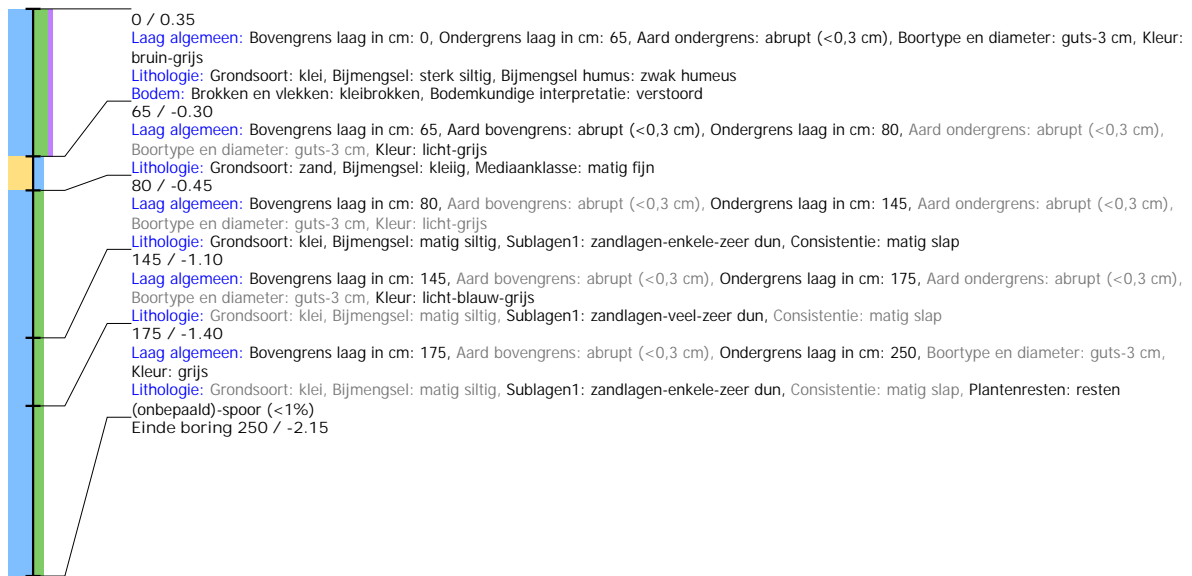 0 / 0.35
Laag algemeen: Bovengrens laag in cm: 0, Ondergrens laag in cm: 65, Aard ondergrens: abrupt (<0,3 cm), Boortype en diameter: guts-3 cm, Kleur:
bruin-grijs
Lithologie: Grondsoort: klei, Bijmengsel: sterk siltig, Bijmengsel humus: zwak humeus
Bodem: Brokken en vlekken: kleibrokken, Bodemkundige interpretatie: verstoord
65 / -0.30
Laag algemeen: Bovengrens laag in cm: 65, Aard bovengrens: abrupt (<0,3 cm), Ondergrens laag in cm: 80, Aard ondergrens: abrupt (<0,3 cm),
Boortype en diameter: guts-3 cm, Kleur: licht-grijs
Lithologie: Grondsoort: zand, Bijmengsel: kleiig, Mediaanklasse: matig fijn
80 / -0.45
Laag algemeen: Bovengrens laag in cm: 80, Aard bovengrens: abrupt (<0,3 cm), Ondergrens laag in cm: 145, Aard ondergrens: abrupt (<0,3 cm),
Boortype en diameter: guts-3 cm, Kleur: licht-grijs
Lithologie: Grondsoort: klei, Bijmengsel: matig siltig, Sublagen1: zandlagen-enkele-zeer dun, Consistentie: matig slap
145 / -1.10
Laag algemeen: Bovengrens laag in cm: 145, Aard bovengrens: abrupt (<0,3 cm), Ondergrens laag in cm: 175, Aard ondergrens: abrupt (<0,3 cm),
Boortype en diameter: guts-3 cm, Kleur: licht-blauw-grijs
Lithologie: Grondsoort: klei, Bijmengsel: matig siltig, Sublagen1: zandlagen-veel-zeer dun, Consistentie: matig slap
175 / -1.40
Laag algemeen: Bovengrens laag in cm: 175, Aard bovengrens: abrupt (<0,3 cm), Ondergrens laag in cm: 250, Boortype en diameter: guts-3 cm,
Kleur: grijs
Lithologie: Grondsoort: klei, Bijmengsel: matig siltig, Sublagen1: zandlagen-enkele-zeer dun, Consistentie: matig slap, Plantenresten: resten
(onbepaald)-spoor (<1%)
Einde boring 250 / -2.15